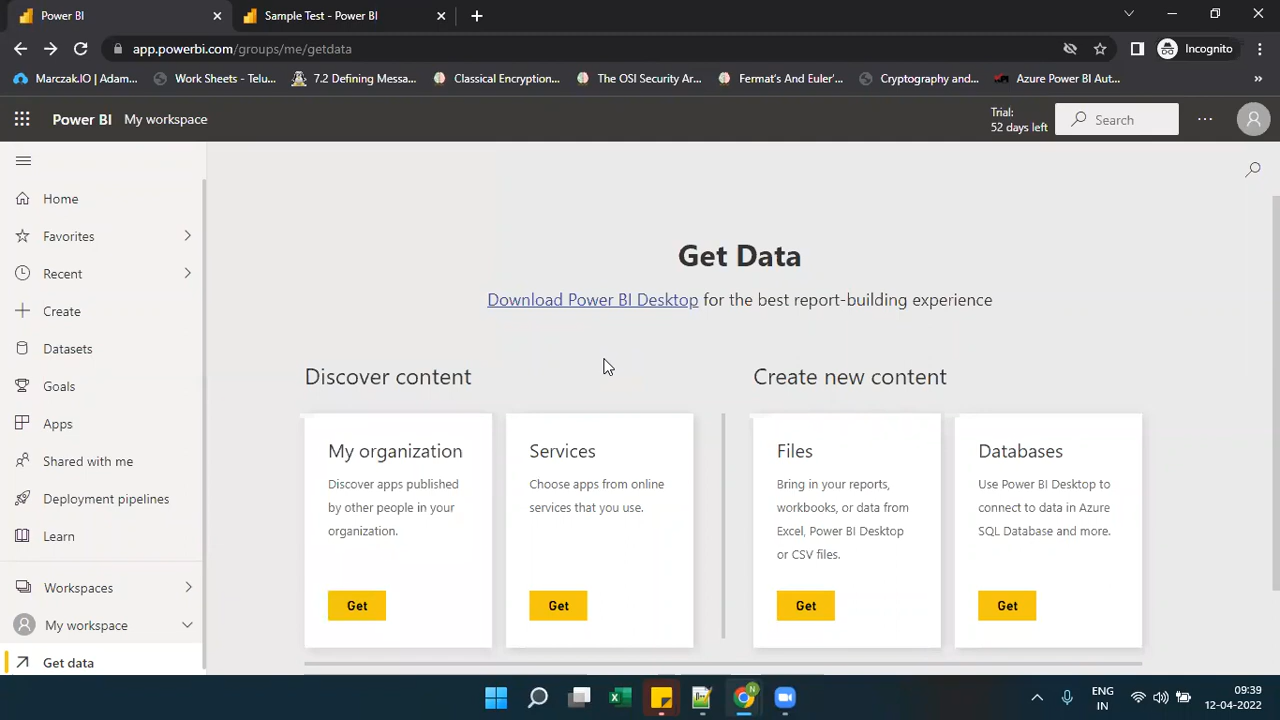 Power BI
Sample Test - Power BI
app.powerbi.com/groups/me/getdata
Incognito
Marczak.IO | Adam...
Work Sheets - Telu...
7.2 Defining Messa...
Classical Encryption...
The OSI Security Ar...
Fermat's And Euler'...
Cryptography and...
Azure Power BI Aut...
Power BI
My workspace
Trial:
52 days left
Search
Home
Favorites
Recent
Create
Datasets
Goals
Apps
Shared with me
Deployment pipelines
Learn
Workspaces
My workspace
Get data
Get Data
Download Power BI Desktop for the best report-building experience
Discover content
My organization
Discover apps published
by other people in your
organization.
Get
Services
Choose apps from online
services that you use.
Get
Create new content
Files
Bring in your reports,
workbooks, or data from
Excel, Power BI Desktop
or CSV files.
Get
Databases
Use Power BI Desktop to
connect to data in Azure
SQL Database and more.
Get
N
ENG
IN
09:39
12-04-2022